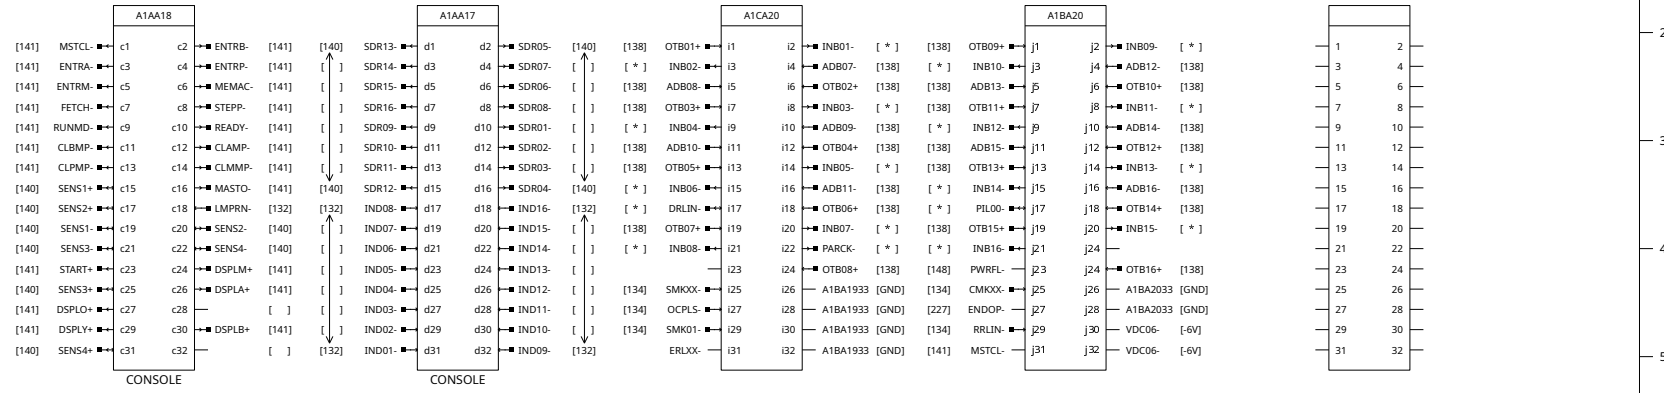 A1AA18 A1AA17 A1CA20 A1BA20
[141] MSTCL- c1 c2 ENTRB- [141] [140] SDR13- d1 d2 SDR05- [140] [138] OTB01+ i1 i2 INB01- [ * ] [138] OTB09+ j1 j2 INB09- [ * ] 1 2 2
[141] ENTRA- c3 c4 ENTRP- [141] [ ] SDR14- d3 d4 SDR07- [ ] [ * ] INB02- i3 i4 ADB07- [138] [ * ] INB10- j3 j4 ADB12- [138] 3 4
[141] ENTRM- c5 c6 MEMAC- [141] [ ] SDR15- d5 d6 SDR06- [ ] [138] ADB08- i5 i6 OTB02+ [138] [138] ADB13- j5 j6 OTB10+ [138] 5 6
[141] FETCH- c7 c8 STEPP- [141] [ ] SDR16- d7 d8 SDR08- [ ] [138] OTB03+ i7 i8 INB03- [ * ] [138] OTB11+ j7 j8 INB11- [ * ] 7 8
[141] RUNMD- c9 c10 READY- [141] [ ] SDR09- d9 d10 SDR01- [ ] [ * ] INB04- i9 i10 ADB09- [138] [ * ] INB12- j9 j10 ADB14- [138] 9 10
[141] CLBMP- c11 c12 CLAMP- [141] [ ] SDR10- d11 d12 SDR02- [ ] [138] ADB10- i11 i12 OTB04+ [138] [138] ADB15- j11 j12 OTB12+ [138] 11 12 3
[141] CLPMP- c13 c14 CLMMP- [141] [ ] SDR11- d13 d14 SDR03- [ ] [138] OTB05+ i13 i14 INB05- [ * ] [138] OTB13+ j13 j14 INB13- [ * ] 13 14
[140] SENS1+ c15 c16 MASTO- [141] [140] SDR12- d15 d16 SDR04- [140] [ * ] INB06- i15 i16 ADB11- [138] [ * ] INB14- j15 j16 ADB16- [138] 15 16
[140] SENS2+ c17 c18 LMPRN- [132] [132] IND08- d17 d18 IND16- [132] [ * ] DRLIN- i17 i18 OTB06+ [138] [ * ] PIL00- j17 j18 OTB14+ [138] 17 18
[140] SENS1- c19 c20 SENS2- [140] [ ] IND07- d19 d20 IND15- [ ] [138] OTB07+ i19 i20 INB07- [ * ] [138] OTB15+ j19 j20 INB15- [ * ] 19 20
[140] SENS3- c21 c22 SENS4- [140] [ ] IND06- d21 d22 IND14- [ ] [ * ] INB08- i21 i22 PARCK- [ * ] [ * ] INB16- j21 j24 21 22 4
[141] START+ c23 c24 DSPLM+ [141] [ ] IND05- d23 d24 IND13- [ ] i23 i24 OTB08+ [138] [148] PWRFL- j23 j24 OTB16+ [138] 23 24
[140] SENS3+ c25 c26 DSPLA+ [141] [ ] IND04- d25 d26 IND12- [ ] [134] SMKXX- i25 i26 A1BA1933 [GND] [134] CMKXX- j25 j26 A1BA2033 [GND] 25 26
[141] DSPLO+ c27 c28 [ ] [ ] IND03- d27 d28 IND11- [ ] [134] OCPLS- i27 i28 A1BA1933 [GND] [227] ENDOP- j27 j28 A1BA2033 [GND] 27 28
[141] DSPLY+ c29 c30 DSPLB+ [141] [ ] IND02- d29 d30 IND10- [ ] [134] SMK01- i29 i30 A1BA1933 [GND] [134] RRLIN- j29 j30 VDC06- [-6V] 29 30
[140] SENS4+ c31 c32 [ ] [132] IND01- d31 d32 IND09- [132] ERLXX- i31 i32 A1BA1933 [GND] [141] MSTCL- j31 j32 VDC06- [-6V] 31 32 5
CONSOLE CONSOLE